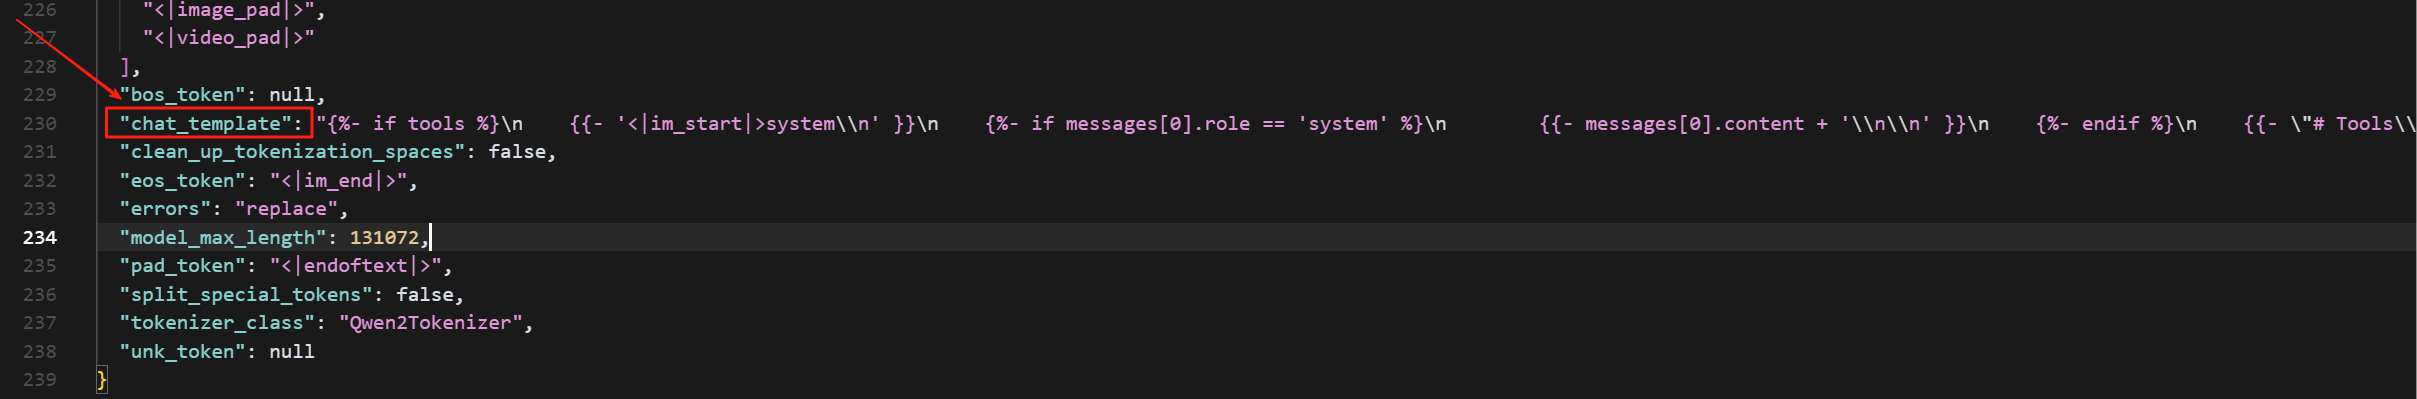 226 "<|image_pad|>",
227 "<|video_pad|>"
228 ],
229 "bos_token": null,
230 "chat_template": "{%- if tools %}\n    {{- '<|im_start|>system\\n' }}\n    {%- if messages[0].role == 'system' %}\n        {{- messages[0].content + '\\n\\n' }}\n    {%- endif %}\n    {{- \"# Tools\\
231 "clean_up_tokenization_spaces": false,
232 "eos_token": "<|im_end|>",
233 "errors": "replace",
234 "model_max_length": 131072,
235 "pad_token": "<|endoftext|>",
236 "split_special_tokens": false,
237 "tokenizer_class": "Qwen2Tokenizer",
238 "unk_token": null
239 }